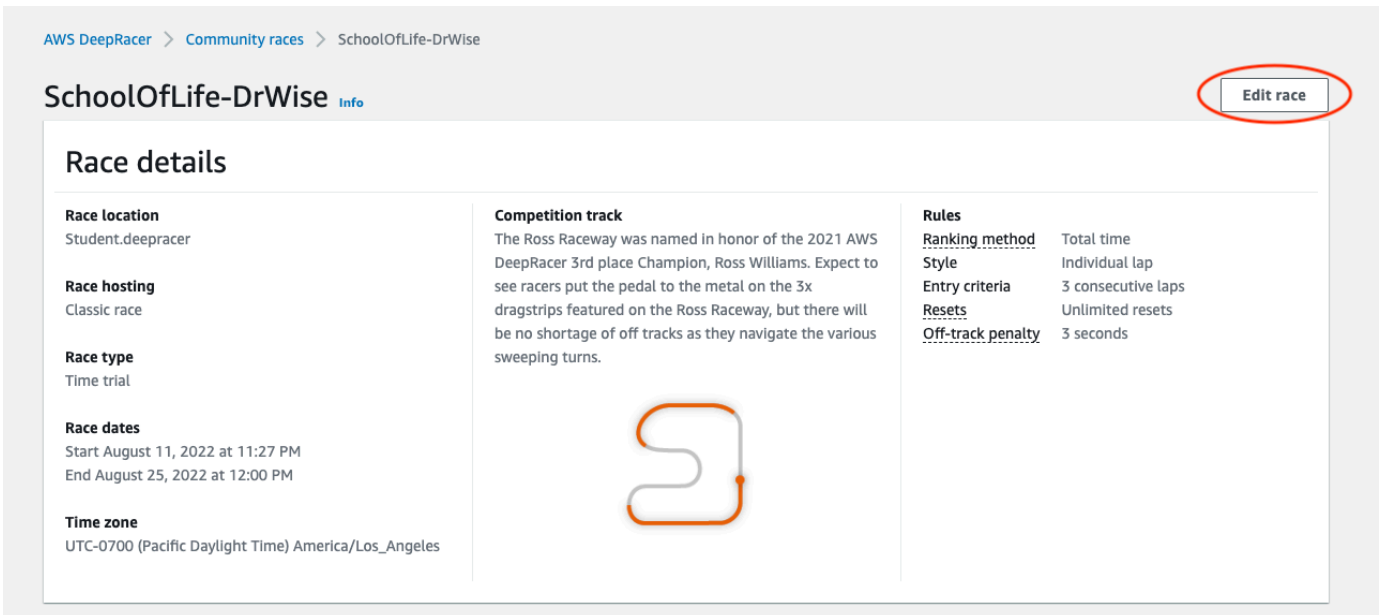 AWS DeepRacer > Community races > SchoolOfLife-DrWise
SchoolOfLife-DrWise Info
Edit race
Race details
Race location
Student.deepracer
Race hosting
Classic race
Race type
Time trial
Race dates
Start August 11, 2022 at 11:27 PM
End August 25, 2022 at 12:00 PM
Time zone
UTC-0700 (Pacific Daylight Time) America/Los_Angeles
Competition track
The Ross Raceway was named in honor of the 2021 AWS
DeepRacer 3rd place Champion, Ross Williams. Expect to
see racers put the pedal to the metal on the 3x
dragstrips featured on the Ross Raceway, but there will
be no shortage of off tracks as they navigate the various
sweeping turns.
Rules
Ranking method Total time
Style Individual lap
Entry criteria 3 consecutive laps
Resets Unlimited resets
Off-track penalty 3 seconds